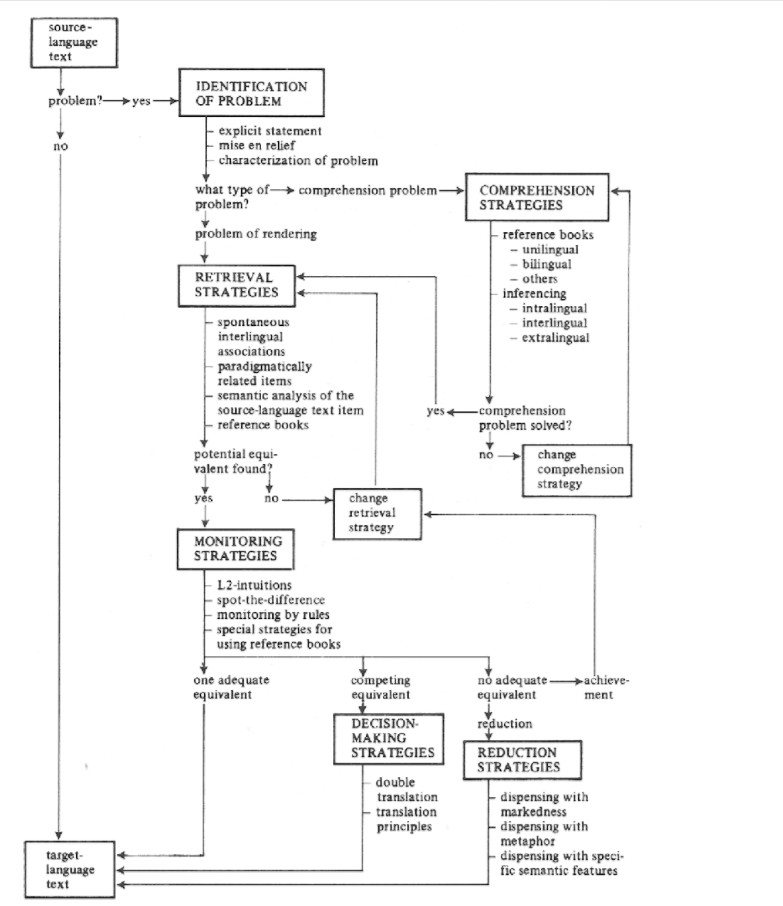 source-
language
text
problem?
yes
IDENTIFICATION
OF PROBLEM
no
explicit statement
mise en relief
characterization of problem
what type of
problem?
comprehension problem
COMPREHENSION
STRATEGIES
problem of rendering
reference books
– unilingual
– bilingual
– others
inferencing
– intralingual
– interlingual
– extralingual
RETRIEVAL
STRATEGIES
spontaneous
interlingual
associations
paradigmatically
related items
semantic analysis of the
source-language text item
reference books
yes
comprehension
problem solved?
no
change
comprehension
strategy
potential equi-
valent found?
yes
no
change
retrieval
strategy
MONITORING
STRATEGIES
L2-intuitions
spot-the-difference
monitoring by rules
special strategies for
using reference books
one adequate
equivalent
competing
equivalent
no adequate
equivalent
achieve-
ment
reduction
DECISION-
MAKING
STRATEGIES
REDUCTION
STRATEGIES
double
translation
translation
principles
dispensing with
markedness
dispensing with
metaphor
dispensing with speci-
fic semantic features
target-
language
text